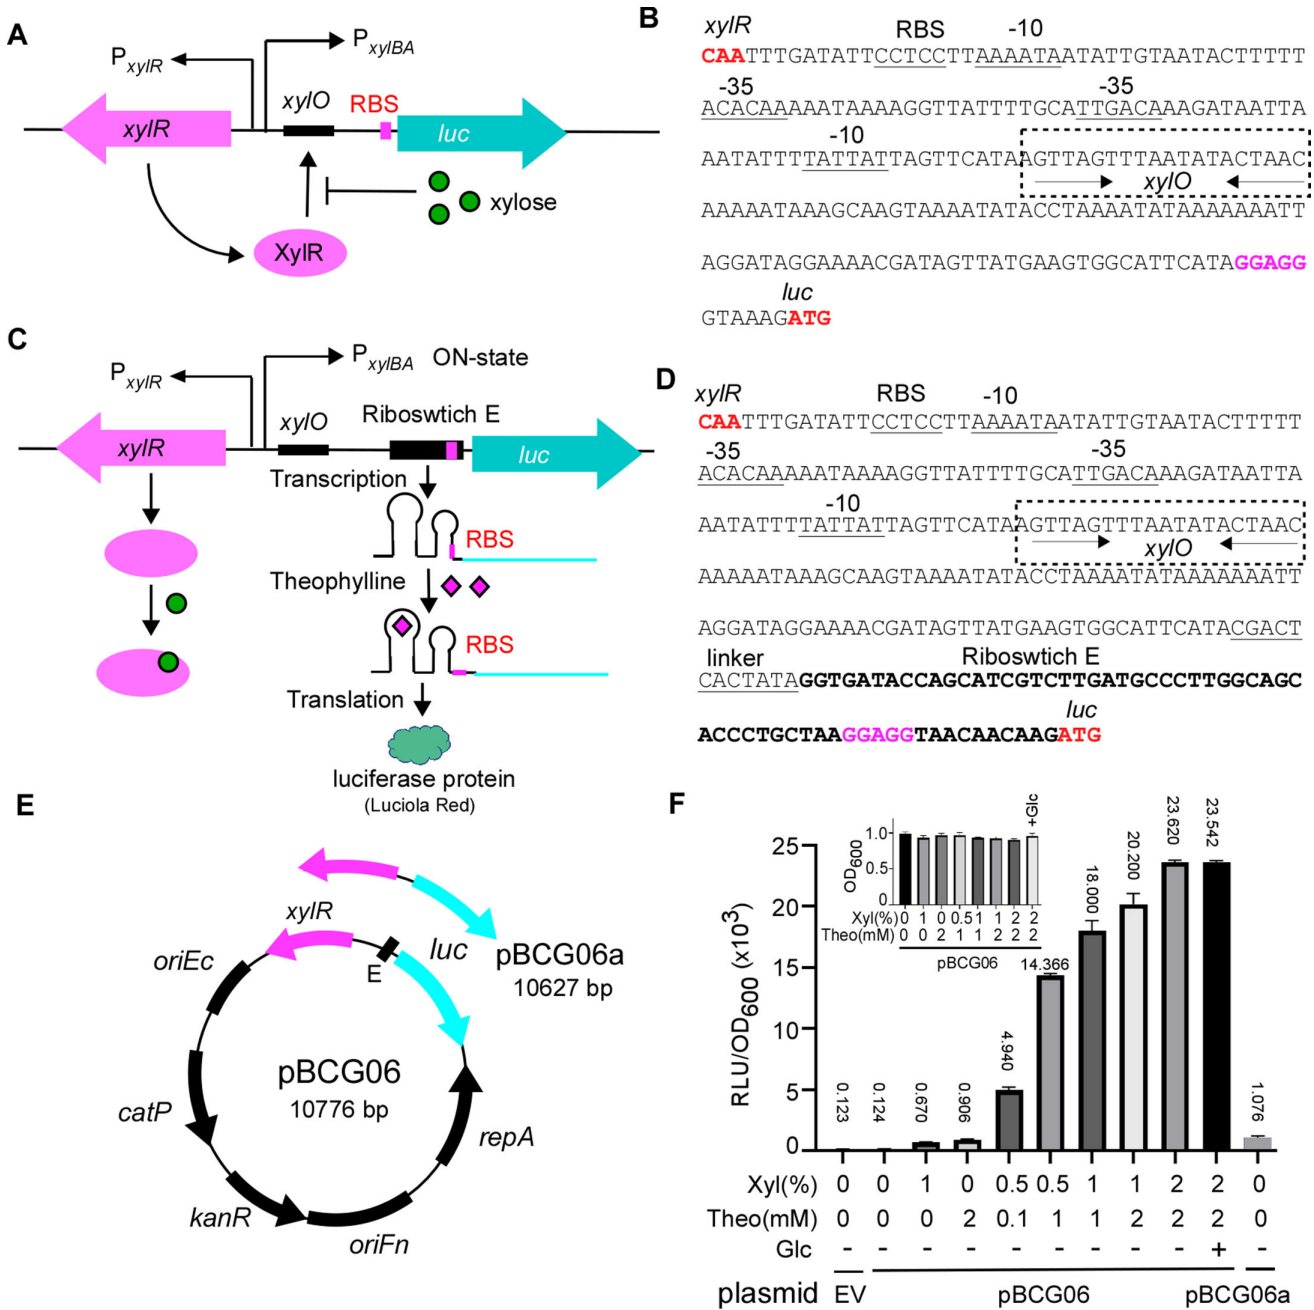 A
P xylR
P xylBA
xylO
RBS
xylR
luc
xylose
XylR
B
xylR
RBS
-10
CAATTTGATATTCCTCCTTAAAATAATATTGTAATACTTTTT
-35
-35
ACACAAAAATAAAAGGTTATTTTGCATTGACAAAGATAATTA
-10
AATATTTTATTATTAGTTCATAAGTTAGTTTAATATACTAAC
xylO
AAAAATAAAGCAAGTAAAATATACCTAAAATATAAAAAAATT
AGGATAGGAAAACGATAGTTATGAAGTGGCATTCATAGGAGG
luc
GTAAAGATG
C
P xylR
P xylBA ON-state
xylO
Riboswtich E
xylR
luc
Transcription
RBS
Theophylline
RBS
Translation
luciferase protein
(Luciola Red)
D
xylR
RBS
-10
CAATTTGATATTCCTCCTTAAAATAATATTGTAATACTTTTT
-35
-35
ACACAAAAATAAAAGGTTATTTTGCATTGACAAAGATAATTA
-10
AATATTTTATTATTAGTTCATAAGTTAGTTTAATATACTAAC
xylO
AAAAATAAAGCAAGTAAAATATACCTAAAATATAAAAAAATT
AGGATAGGAAAACGATAGTTATGAAGTGGCATTCATACGACT
linker
Riboswtich E
CACTATAGGTGATACCAGCATCGTCTTGATGCCCTTGGCAGC
luc
ACCCTGCTAAGGAGGTAACAACAAGATG
E
xylR
luc
oriEc
E
pBCG06a
10627 bp
pBCG06
10776 bp
catP
repA
kanR
oriFn
F
RLU/OD600 (x10³)
25
20
15
10
5
0
0.123
0.124
0.670
0.906
4.940
14.366
18.000
20.200
23.620
23.542
1.076
OD600
1.0
0.5
0
+Glc
Xyl(%) 0 1 0 0.5 1 1 2 2
Theo(mM) 0 0 2 1 1 2 2 2
pBCG06
Xyl(%) 0 0 1 0 0.5 0.5 1 1 2 2 0
Theo(mM) 0 0 0 2 0.1 1 1 2 2 2 0
Glc - - - - - - - - - + -
plasmid EV pBCG06 pBCG06a